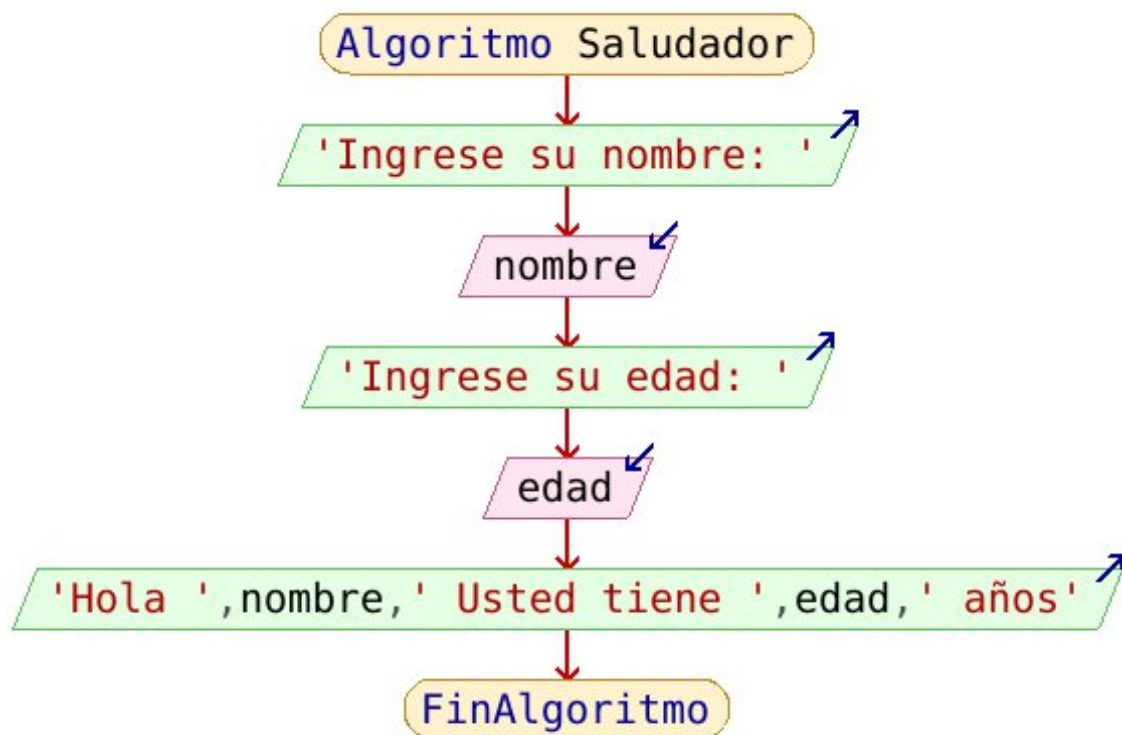 Algoritmo Saludador
'Ingrese su nombre: '
nombre
'Ingrese su edad: '
edad
'Hola ',nombre,' Usted tiene ',edad,' años'
FinAlgoritmo